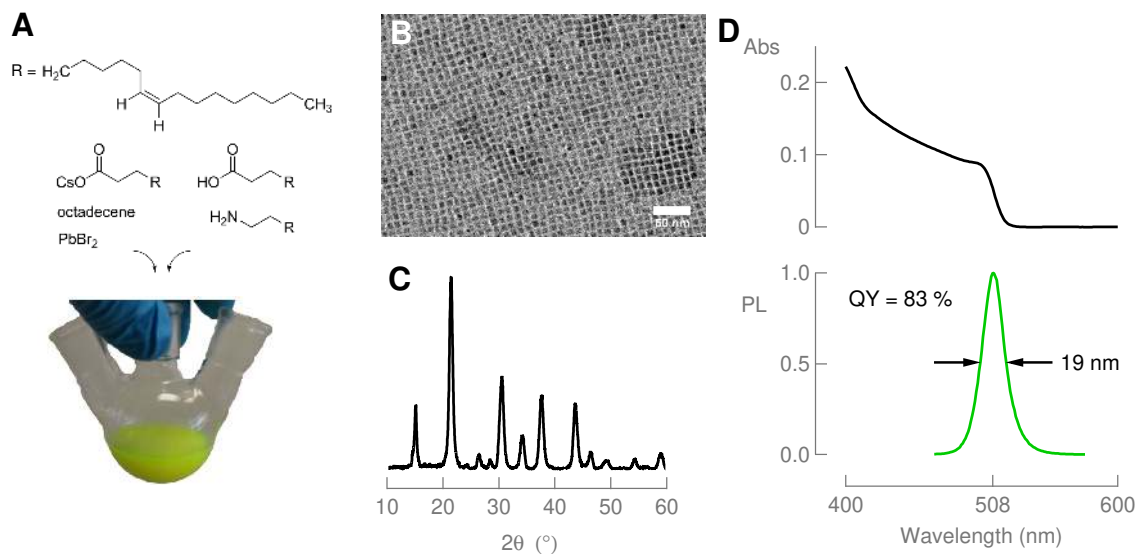 A
R = H₂C
H
H
CH₃
O
CsO
R
O
HO
R
octadecene
PbBr₂
H₂N
R
B
50 nm
C
10 20 30 40 50 60
2θ (°)
D
Abs
0.2
0.1
0
1.0
PL
QY = 83 %
0.5
19 nm
0.0
400 508 600
Wavelength (nm)